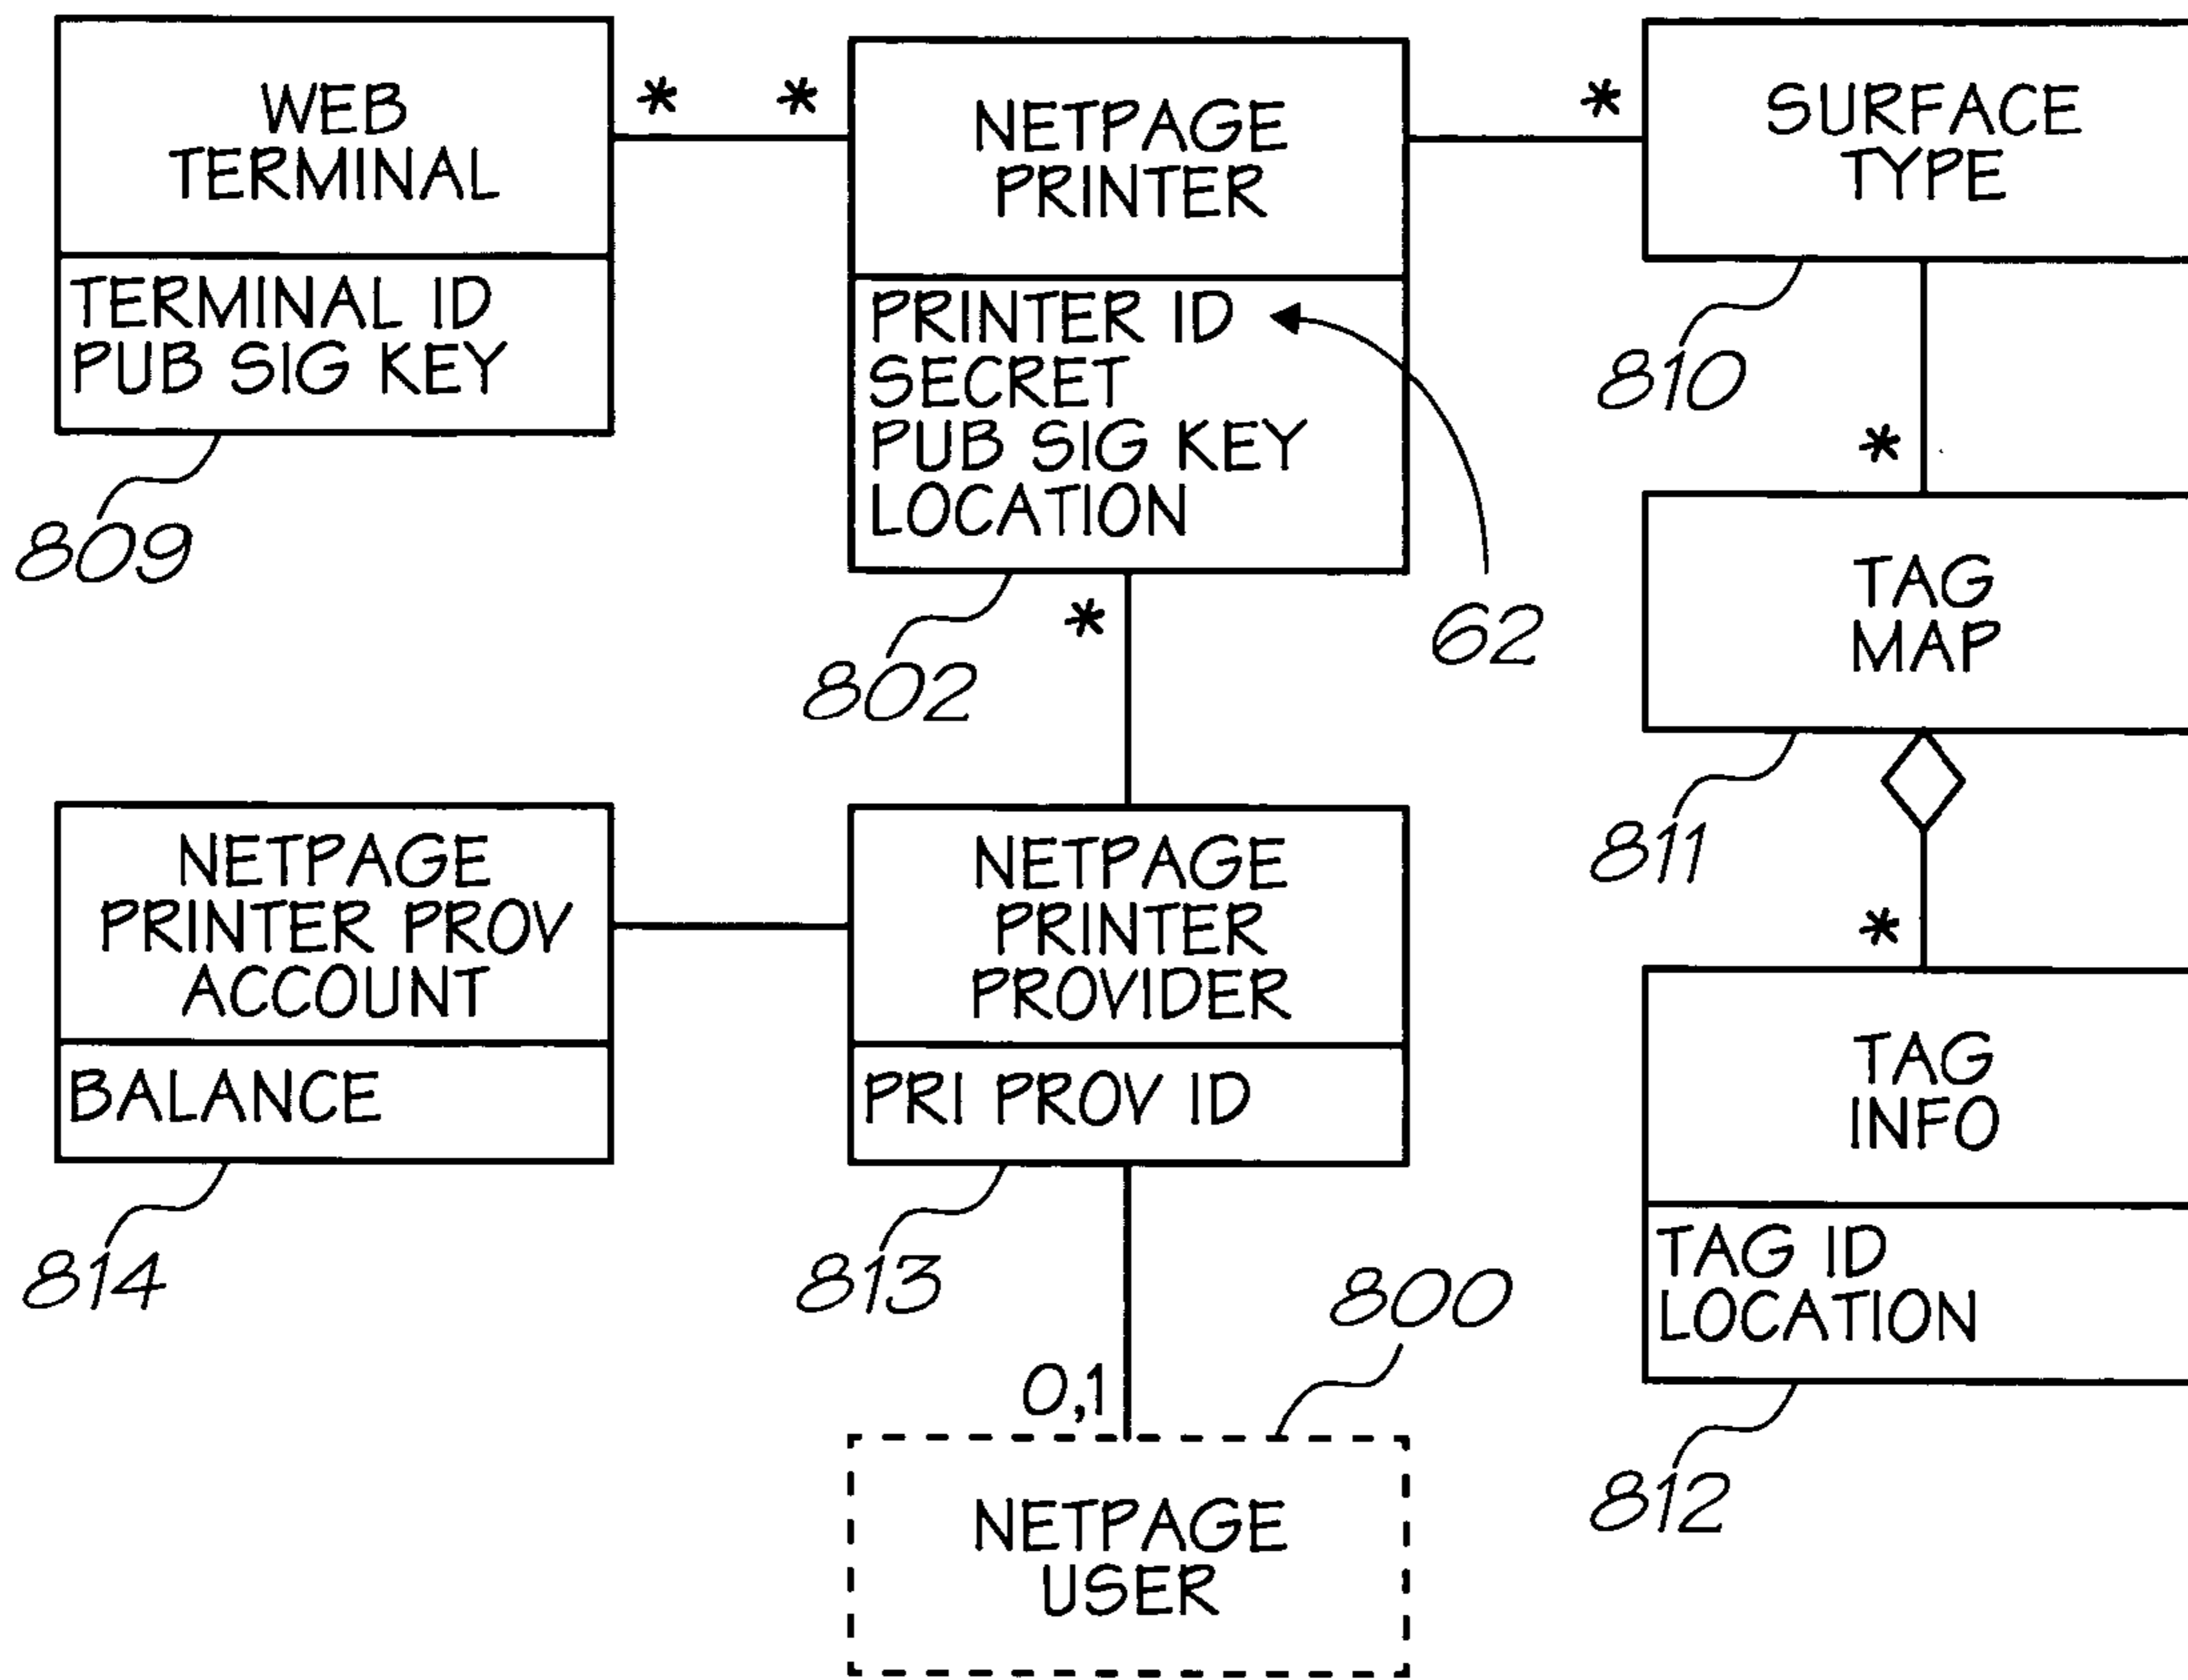 WEB
TERMINAL
TERMINAL ID
PUB SIG KEY
809
* *
NETPAGE
PRINTER
PRINTER ID
SECRET
PUB SIG KEY
LOCATION
802
62
*
*
SURFACE
TYPE
810
*
TAG
MAP
811
*
NETPAGE
PRINTER PROV
ACCOUNT
BALANCE
814
NETPAGE
PRINTER
PROVIDER
PRI PROV ID
813
TAG
INFO
TAG ID
LOCATION
812
800
0,1
NETPAGE
USER